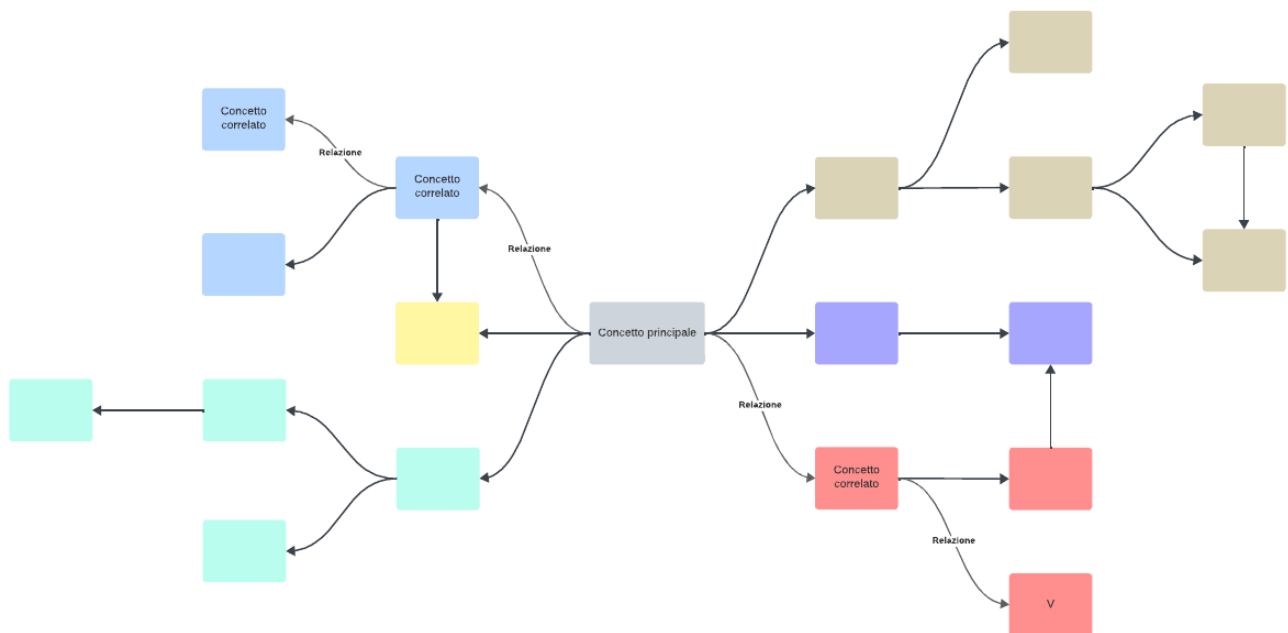 Concetto
correlato
Relazione
Concetto
correlato
Relazione
Concetto principale
Relazione
Concetto
correlato
Relazione
V